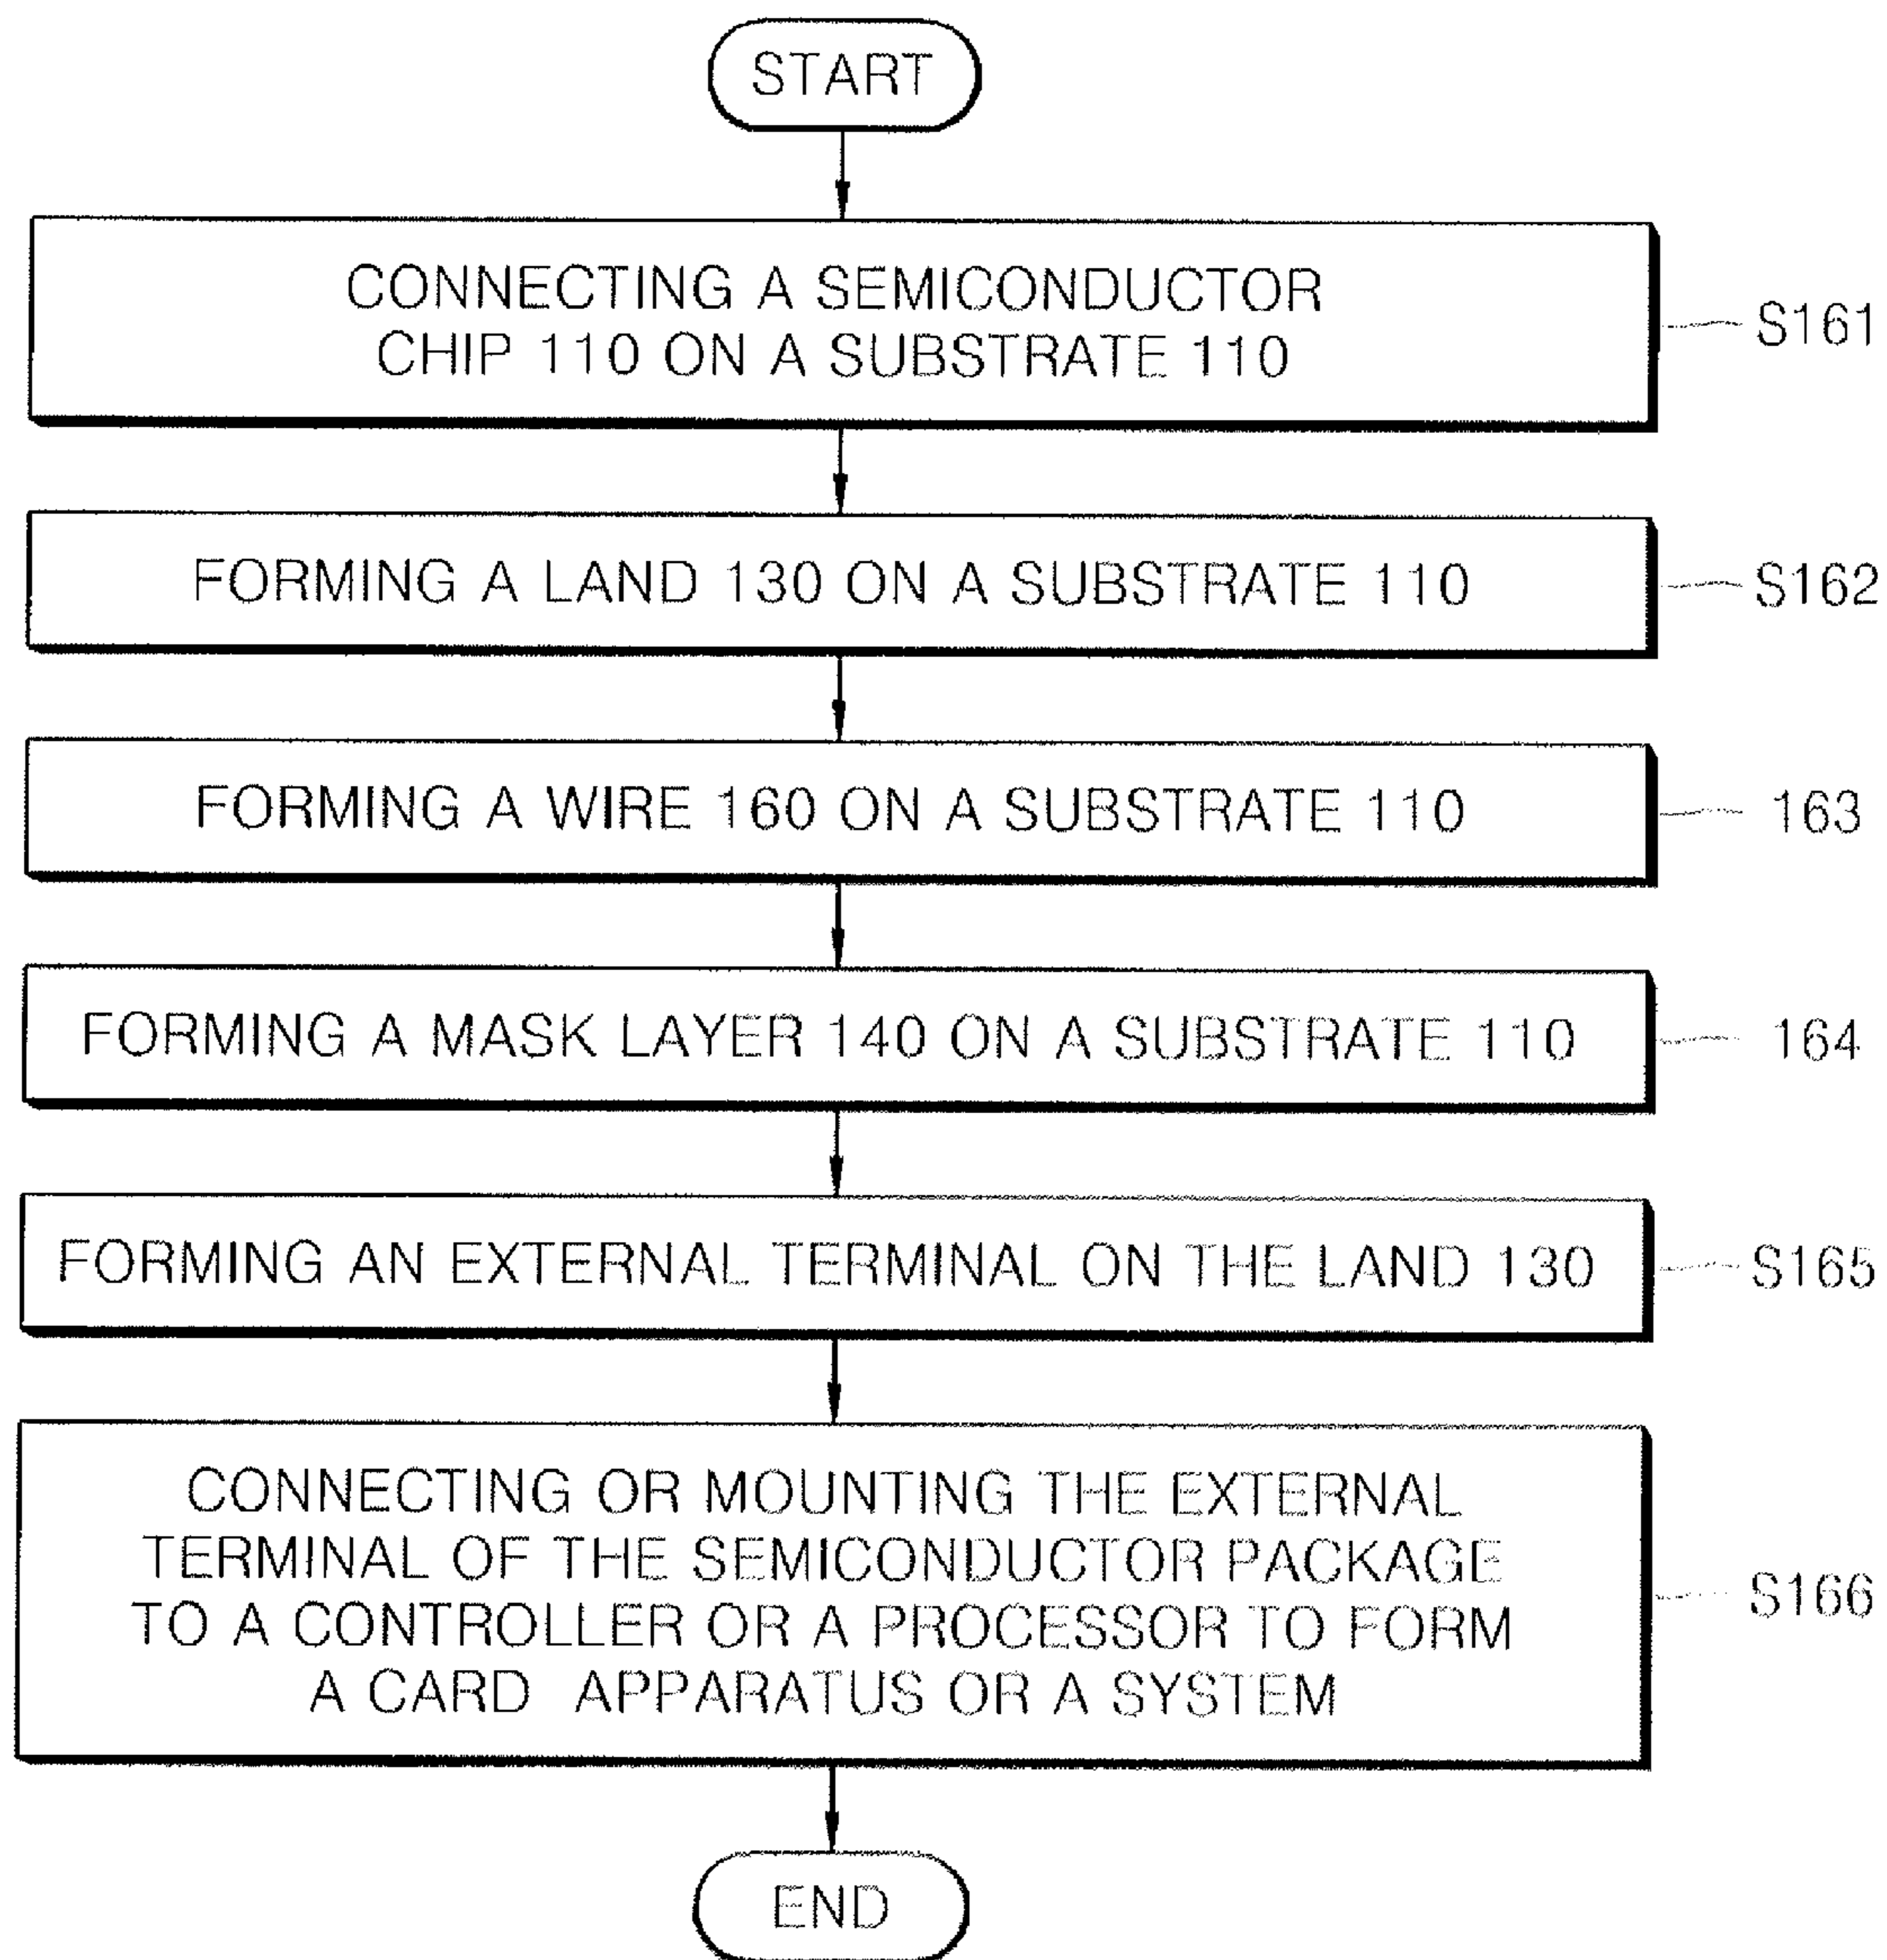 START
CONNECTING A SEMICONDUCTOR
CHIP 110 ON A SUBSTRATE 110
S161
FORMING A LAND 130 ON A SUBSTRATE 110
S162
FORMING A WIRE 160 ON A SUBSTRATE 110
163
FORMING A MASK LAYER 140 ON A SUBSTRATE 110
164
FORMING AN EXTERNAL TERMINAL ON THE LAND 130
S165
CONNECTING OR MOUNTING THE EXTERNAL
TERMINAL OF THE SEMICONDUCTOR PACKAGE
TO A CONTROLLER OR A PROCESSOR TO FORM
A CARD APPARATUS OR A SYSTEM
S166
END